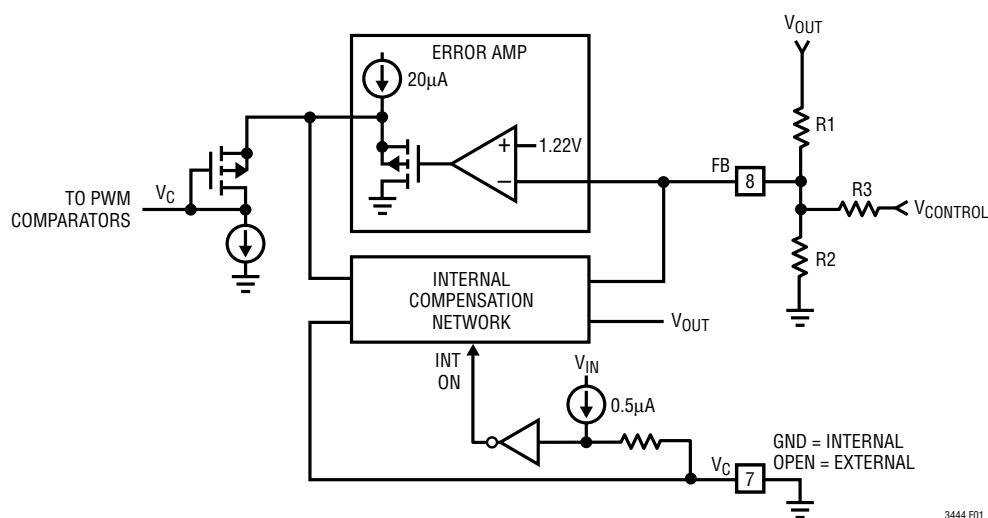 ERROR AMP
20µA
1.22V
VOUT
R1
FB
8
R3
VCONTROL
R2
TO PWM
COMPARATORS
VC
INTERNAL
COMPENSATION
NETWORK
VOUT
INT
ON
VIN
0.5µA
VC
7
GND = INTERNAL
OPEN = EXTERNAL
3444 F01